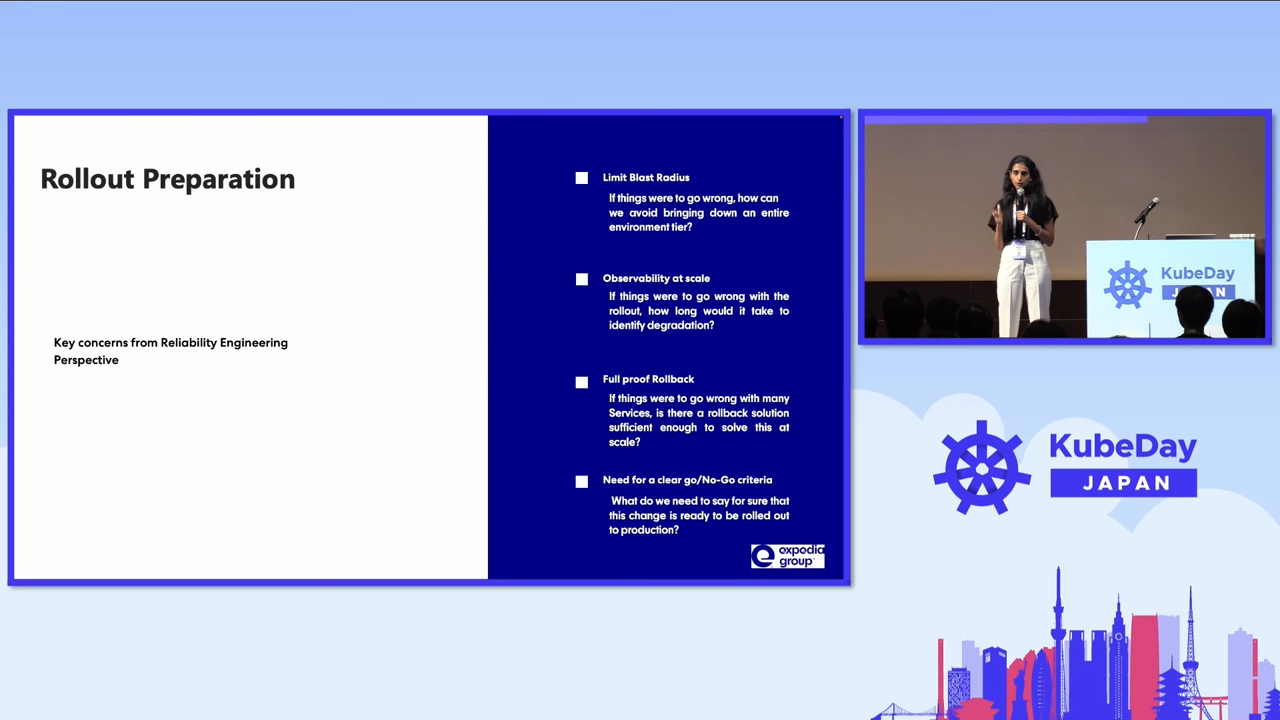 Rollout Preparation
Key concerns from Reliability Engineering
Perspective
Limit Blast Radius
If things were to go wrong, how can
we avoid bringing down an entire
environment tier?
Observability at scale
If things were to go wrong with the
rollout, how long would it take to
identify degradation?
Full proof Rollback
If things were to go wrong with many
Services, is there a rollback solution
sufficient enough to solve this at
scale?
Need for a clear go/No-Go criteria
What do we need to say for sure that
this change is ready to be rolled out
to production?
expedia
group
KubeDay
JAPAN
KubeDay
JAPAN